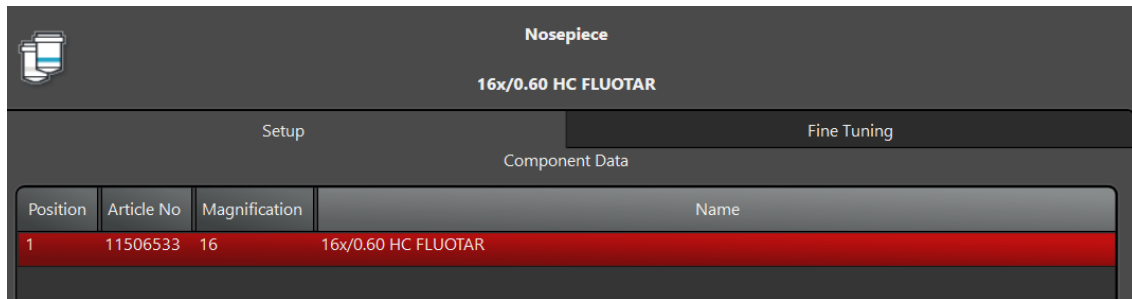 Nosepiece
16x/0.60 HC FLUOTAR
Setup Fine Tuning
Component Data
Position Article No Magnification Name
1 11506533 16 16x/0.60 HC FLUOTAR